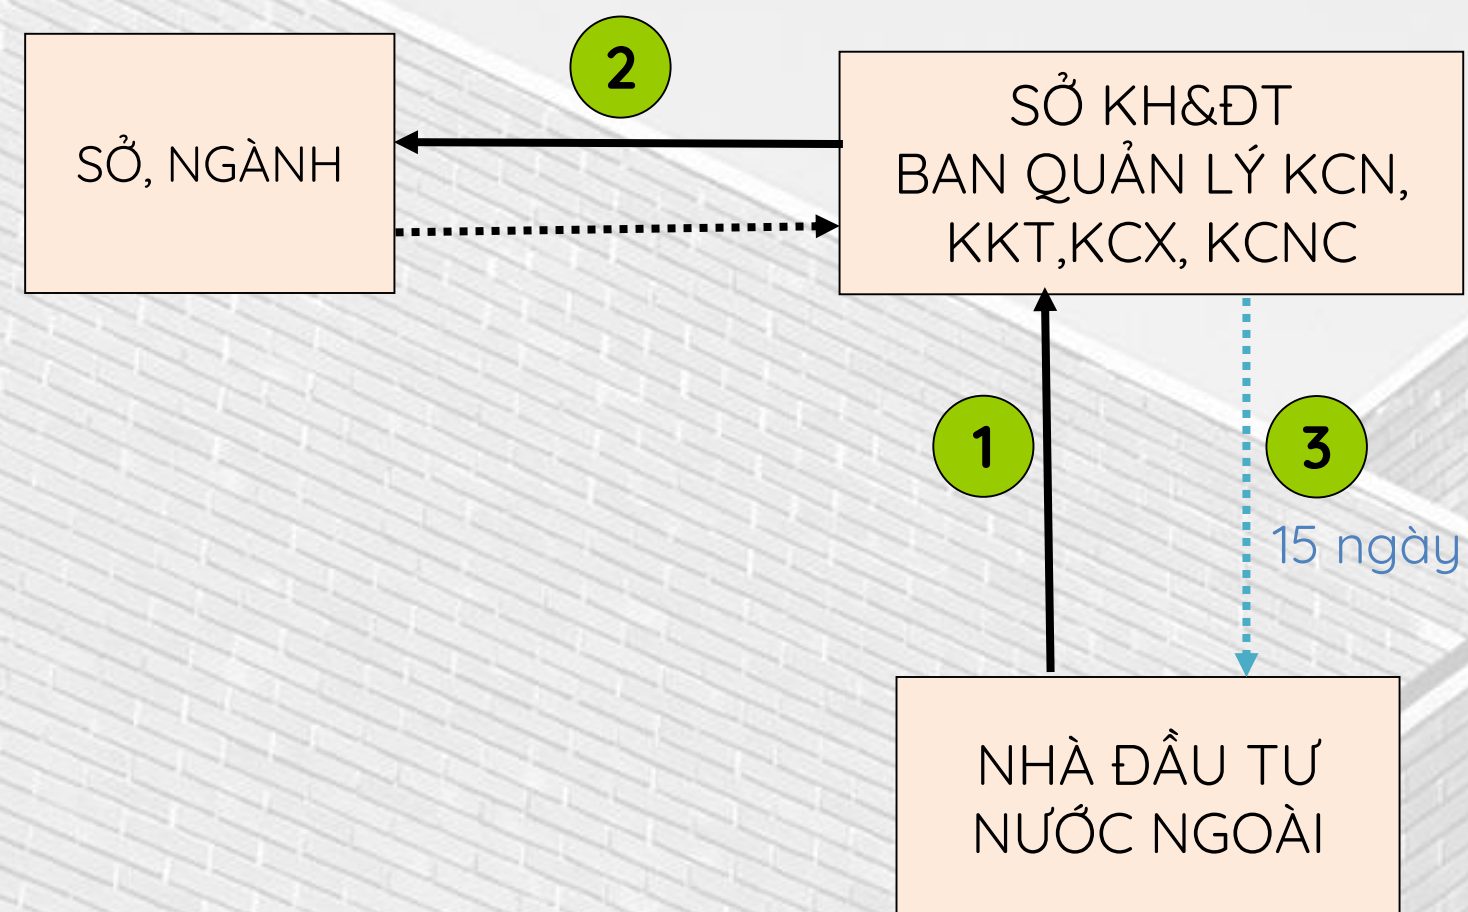 2
SỞ, NGÀNH
SỞ KH&ĐT
BAN QUẢN LÝ KCN,
KKT,KCX, KCNC
1
3
15 ngày
NHÀ ĐẦU TƯ
NƯỚC NGOÀI